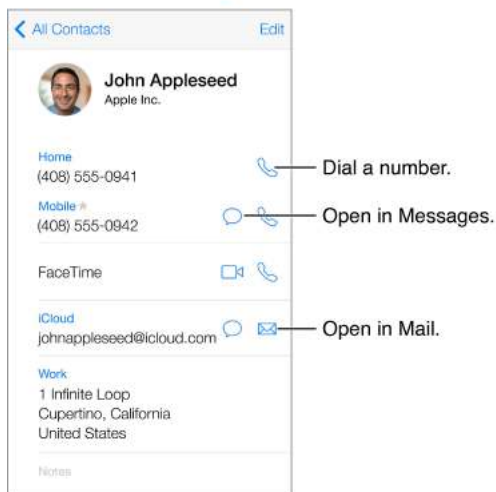 All Contacts Edit
John Appleseed
Apple Inc.
Home
(408) 555-0941
Dial a number.
Mobile
(408) 555-0942
Open in Messages.
FaceTime
iCloud
johnappleseed@icloud.com
Open in Mail.
Work
1 Infinite Loop
Cupertino, California
United States
Notes